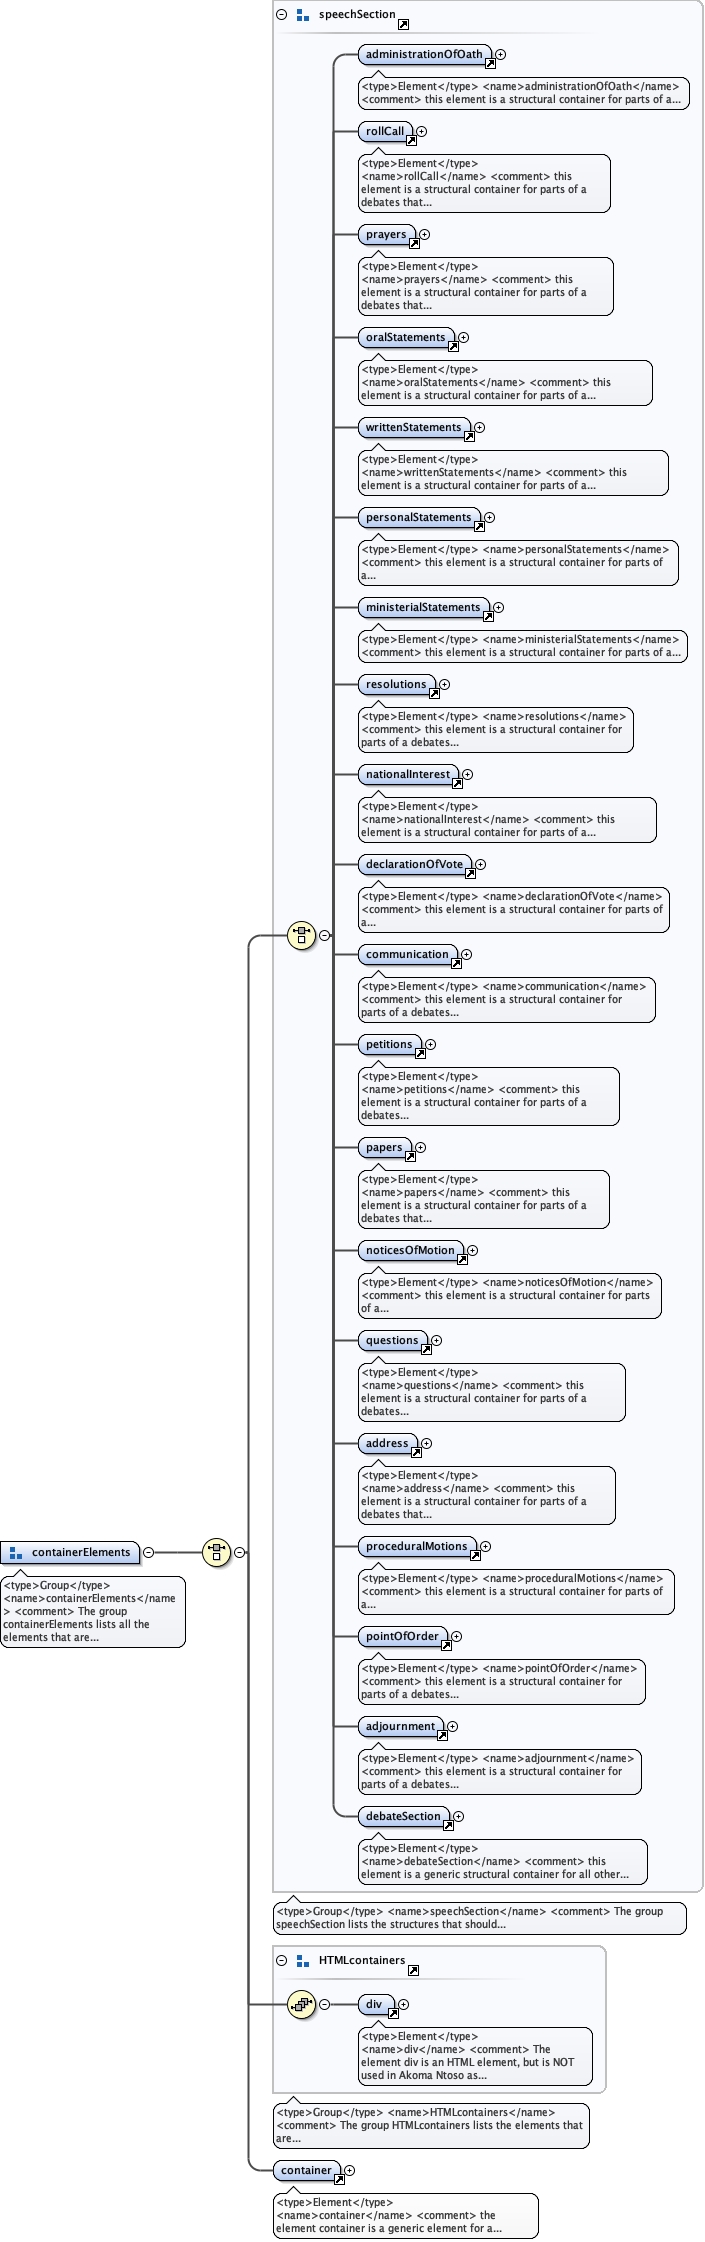 speechSection
administrationOfOath
<type>Element</type> <name>administrationOfOath</name>
<comment> this element is a structural container for parts of a...
rollCall
<type>Element</type>
<name>rollCall</name> <comment> this
element is a structural container for parts of a
debates that...
prayers
<type>Element</type>
<name>prayers</name> <comment> this
element is a structural container for parts of a
debates that...
oralStatements
<type>Element</type>
<name>oralStatements</name> <comment> this
element is a structural container for parts of a...
writtenStatements
<type>Element</type>
<name>writtenStatements</name> <comment> this
element is a structural container for parts of a...
personalStatements
<type>Element</type> <name>personalStatements</name>
<comment> this element is a structural container for parts of
a...
ministerialStatements
<type>Element</type> <name>ministerialStatements</name>
<comment> this element is a structural container for parts of a...
resolutions
<type>Element</type> <name>resolutions</name>
<comment> this element is a structural container for
parts of a debates...
nationalInterest
<type>Element</type>
<name>nationalInterest</name> <comment> this
element is a structural container for parts of a...
declarationOfVote
<type>Element</type> <name>declarationOfVote</name>
<comment> this element is a structural container for parts of
a...
communication
<type>Element</type> <name>communication</name>
<comment> this element is a structural container for
parts of a debates...
petitions
<type>Element</type>
<name>petitions</name> <comment> this
element is a structural container for parts of a
debates...
papers
<type>Element</type>
<name>papers</name> <comment> this
element is a structural container for parts of a
debates that...
noticesOfMotion
<type>Element</type> <name>noticesOfMotion</name>
<comment> this element is a structural container for parts
of a...
questions
<type>Element</type>
<name>questions</name> <comment> this
element is a structural container for parts of a
debates...
address
<type>Element</type>
<name>address</name> <comment> this
element is a structural container for parts of a
debates that...
proceduralMotions
<type>Element</type> <name>proceduralMotions</name>
<comment> this element is a structural container for parts of
a...
pointOfOrder
<type>Element</type> <name>pointOfOrder</name>
<comment> this element is a structural container for
parts of a debates...
adjournment
<type>Element</type> <name>adjournment</name>
<comment> this element is a structural container for
parts of a debates...
debateSection
<type>Element</type>
<name>debateSection</name> <comment> this
element is a generic structural container for all other...
<type>Group</type> <name>speechSection</name> <comment> The group
speechSection lists the structures that should...
containerElements
<type>Group</type>
<name>containerElements</name
> <comment> The group
containerElements lists all the
elements that are...
HTMLcontainers
div
<type>Element</type>
<name>div</name> <comment> The
element div is an HTML element, but is NOT
used in Akoma Ntoso as...
<type>Group</type> <name>HTMLcontainers</name>
<comment> The group HTMLcontainers lists the elements that
are...
container
<type>Element</type>
<name>container</name> <comment> the
element container is a generic element for a...